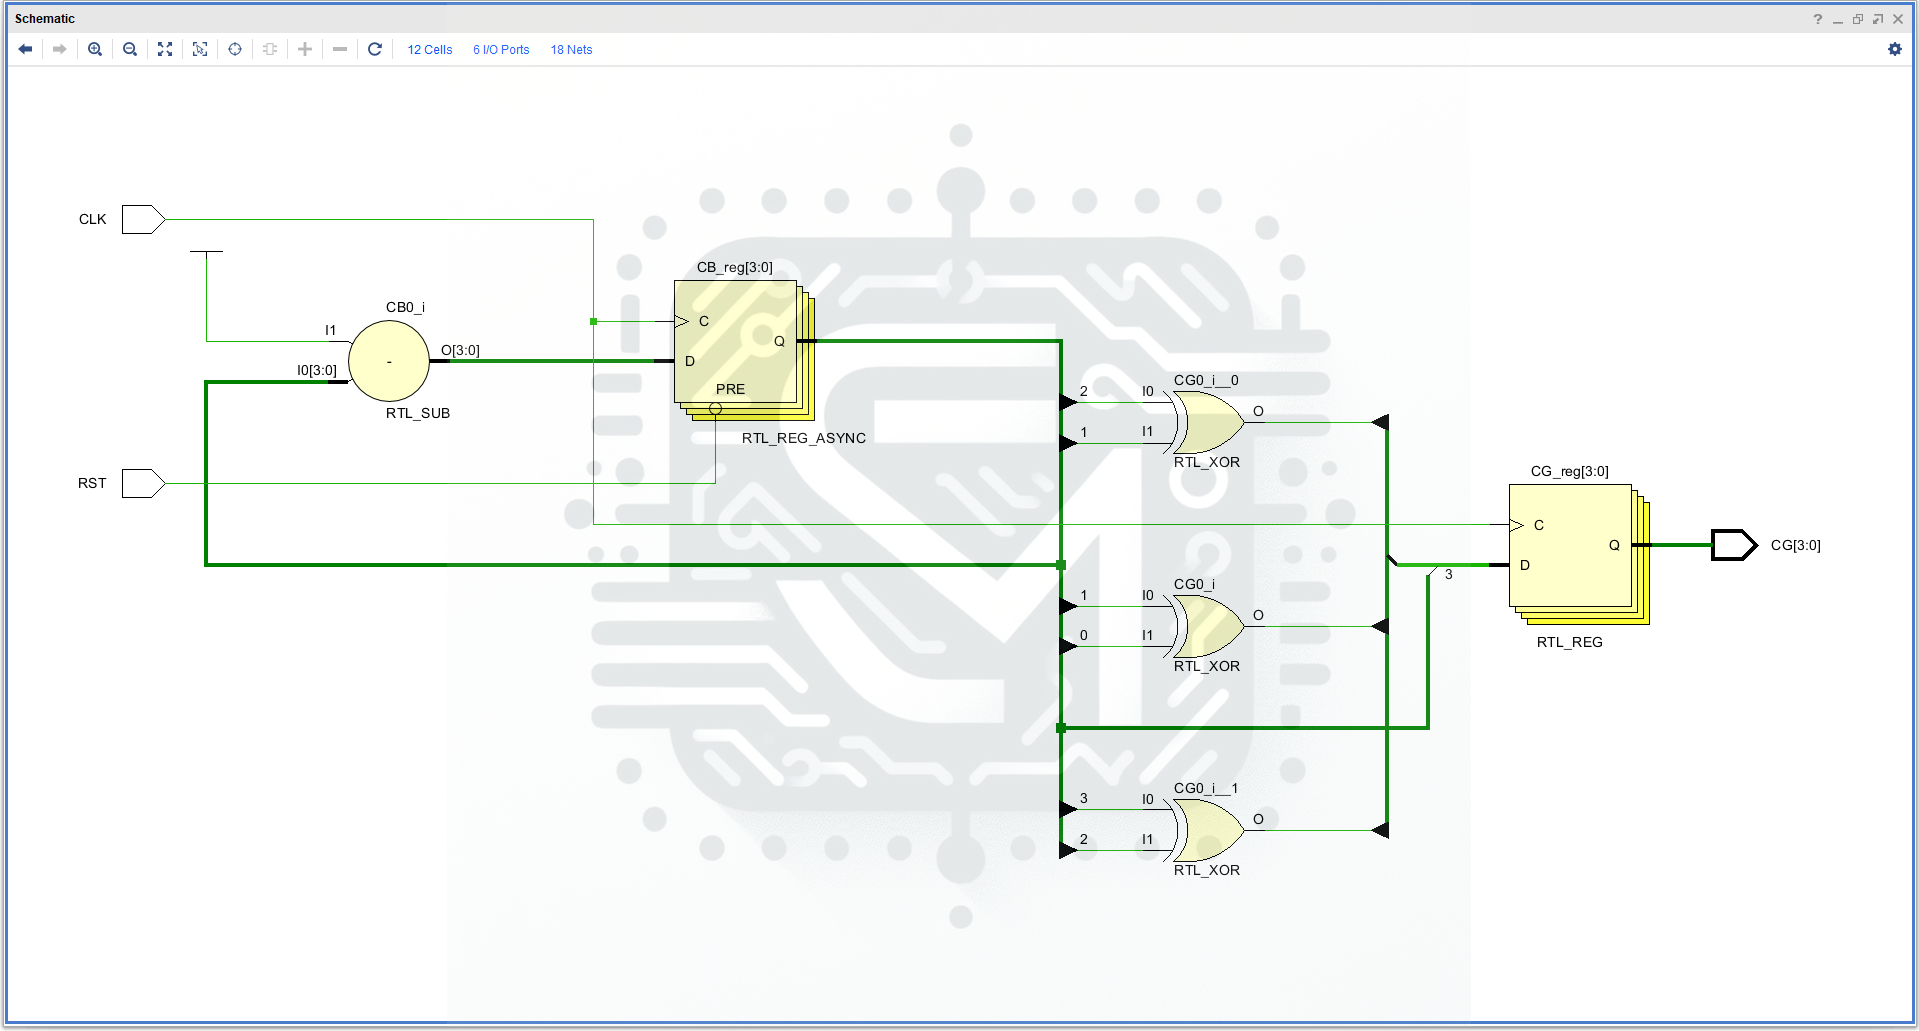 Schematic
12 Cells 6 I/O Ports 18 Nets
CLK
CB_reg[3:0]
C
D
Q
PRE
RTL_REG_ASYNC
CB0_i
I1
I0[3:0]
-
O[3:0]
RTL_SUB
RST
2
1
CG0_i__0
I0
I1
O
RTL_XOR
1
0
CG0_i
I0
I1
O
RTL_XOR
3
2
CG0_i__1
I0
I1
O
RTL_XOR
3
CG_reg[3:0]
C
D
Q
RTL_REG
CG[3:0]